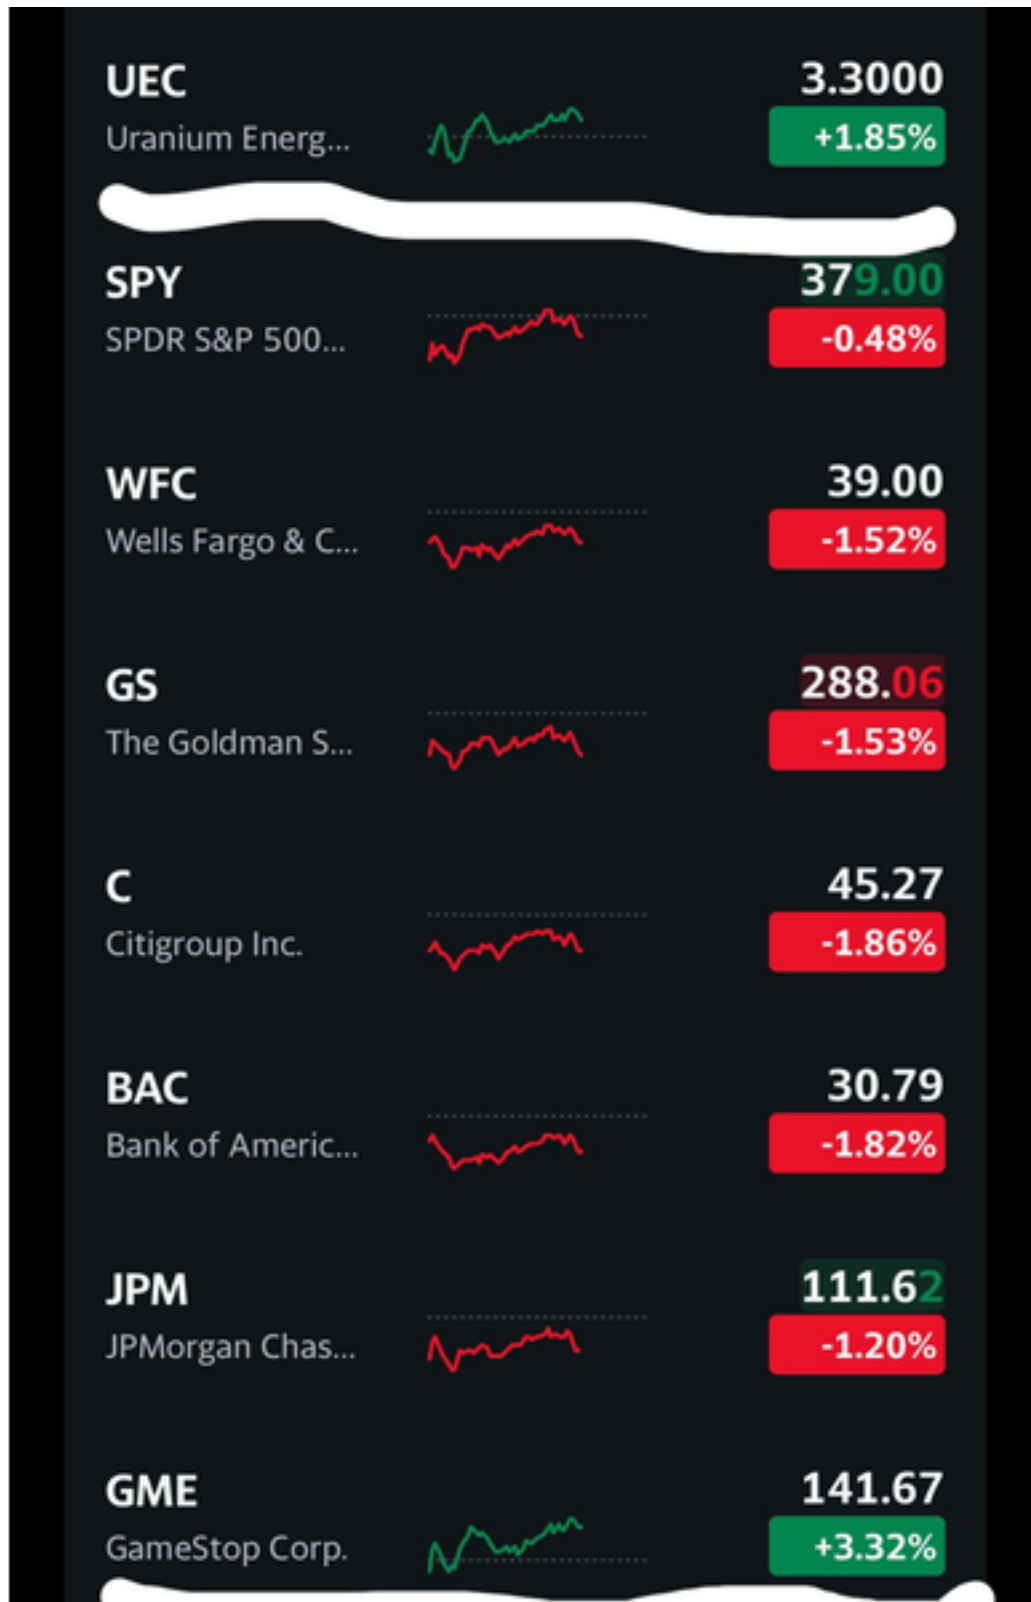 UEC
3.3000
Uranium Energ...
+1.85%
SPY
379.00
SPDR S&P 500...
-0.48%
WFC
39.00
Wells Fargo & C...
-1.52%
GS
288.06
The Goldman S...
-1.53%
C
45.27
Citigroup Inc.
-1.86%
BAC
30.79
Bank of Americ...
-1.82%
JPM
111.62
JPMorgan Chas...
-1.20%
GME
141.67
GameStop Corp.
+3.32%